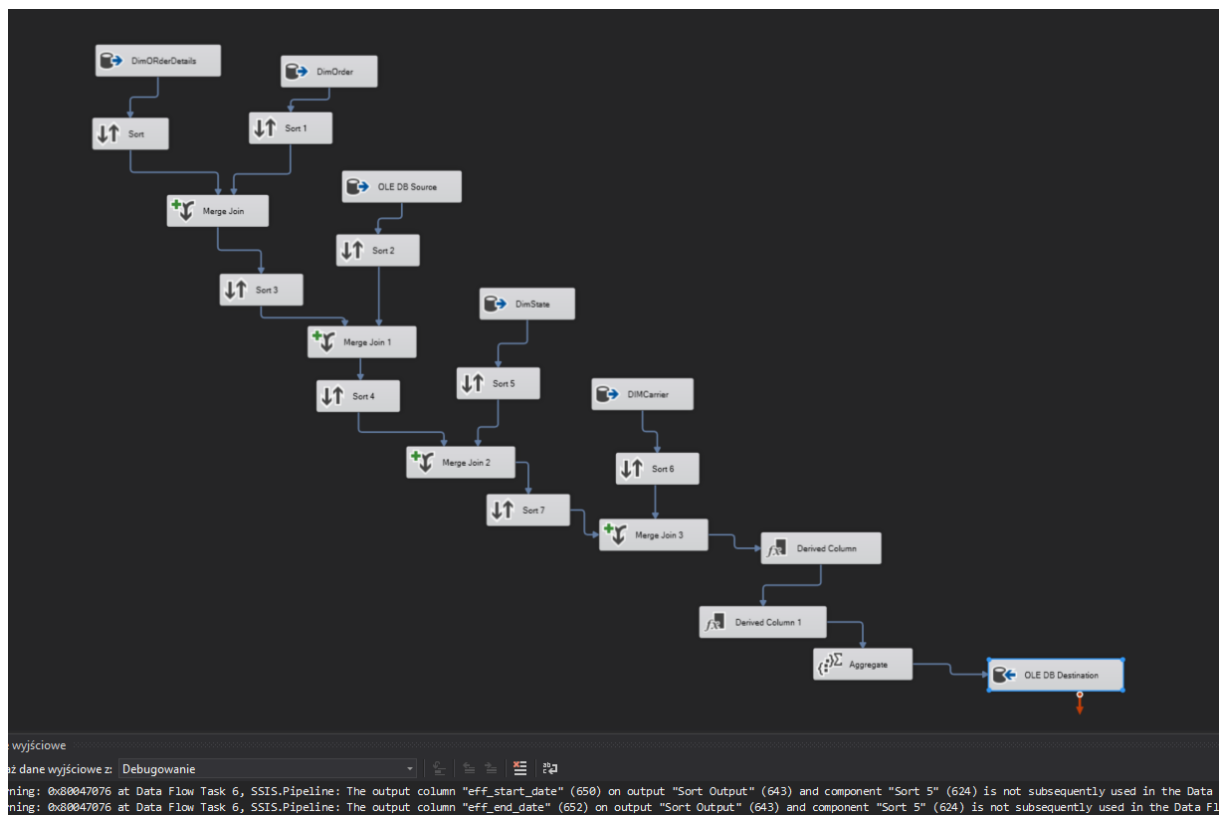 DimORderDetails
DimOrder
Sort
Sort 1
OLE DB Source
Merge Join
Sort 2
Sort 3
DimState
Merge Join 1
Sort 4
Sort 5
DIMCarrier
Merge Join 2
Sort 6
Sort 7
Merge Join 3
Derived Column
Derived Column 1
Aggregate
OLE DB Destination
wyjściowe
aż dane wyjściowe z: Debugowanie
rning: 0x80047076 at Data Flow Task 6, SSIS.Pipeline: The output column "eff_start_date" (650) on output "Sort Output" (643) and component "Sort 5" (624) is not subsequently used in the Data
rning: 0x80047076 at Data Flow Task 6, SSIS.Pipeline: The output column "eff_end_date" (652) on output "Sort Output" (643) and component "Sort 5" (624) is not subsequently used in the Data Fl